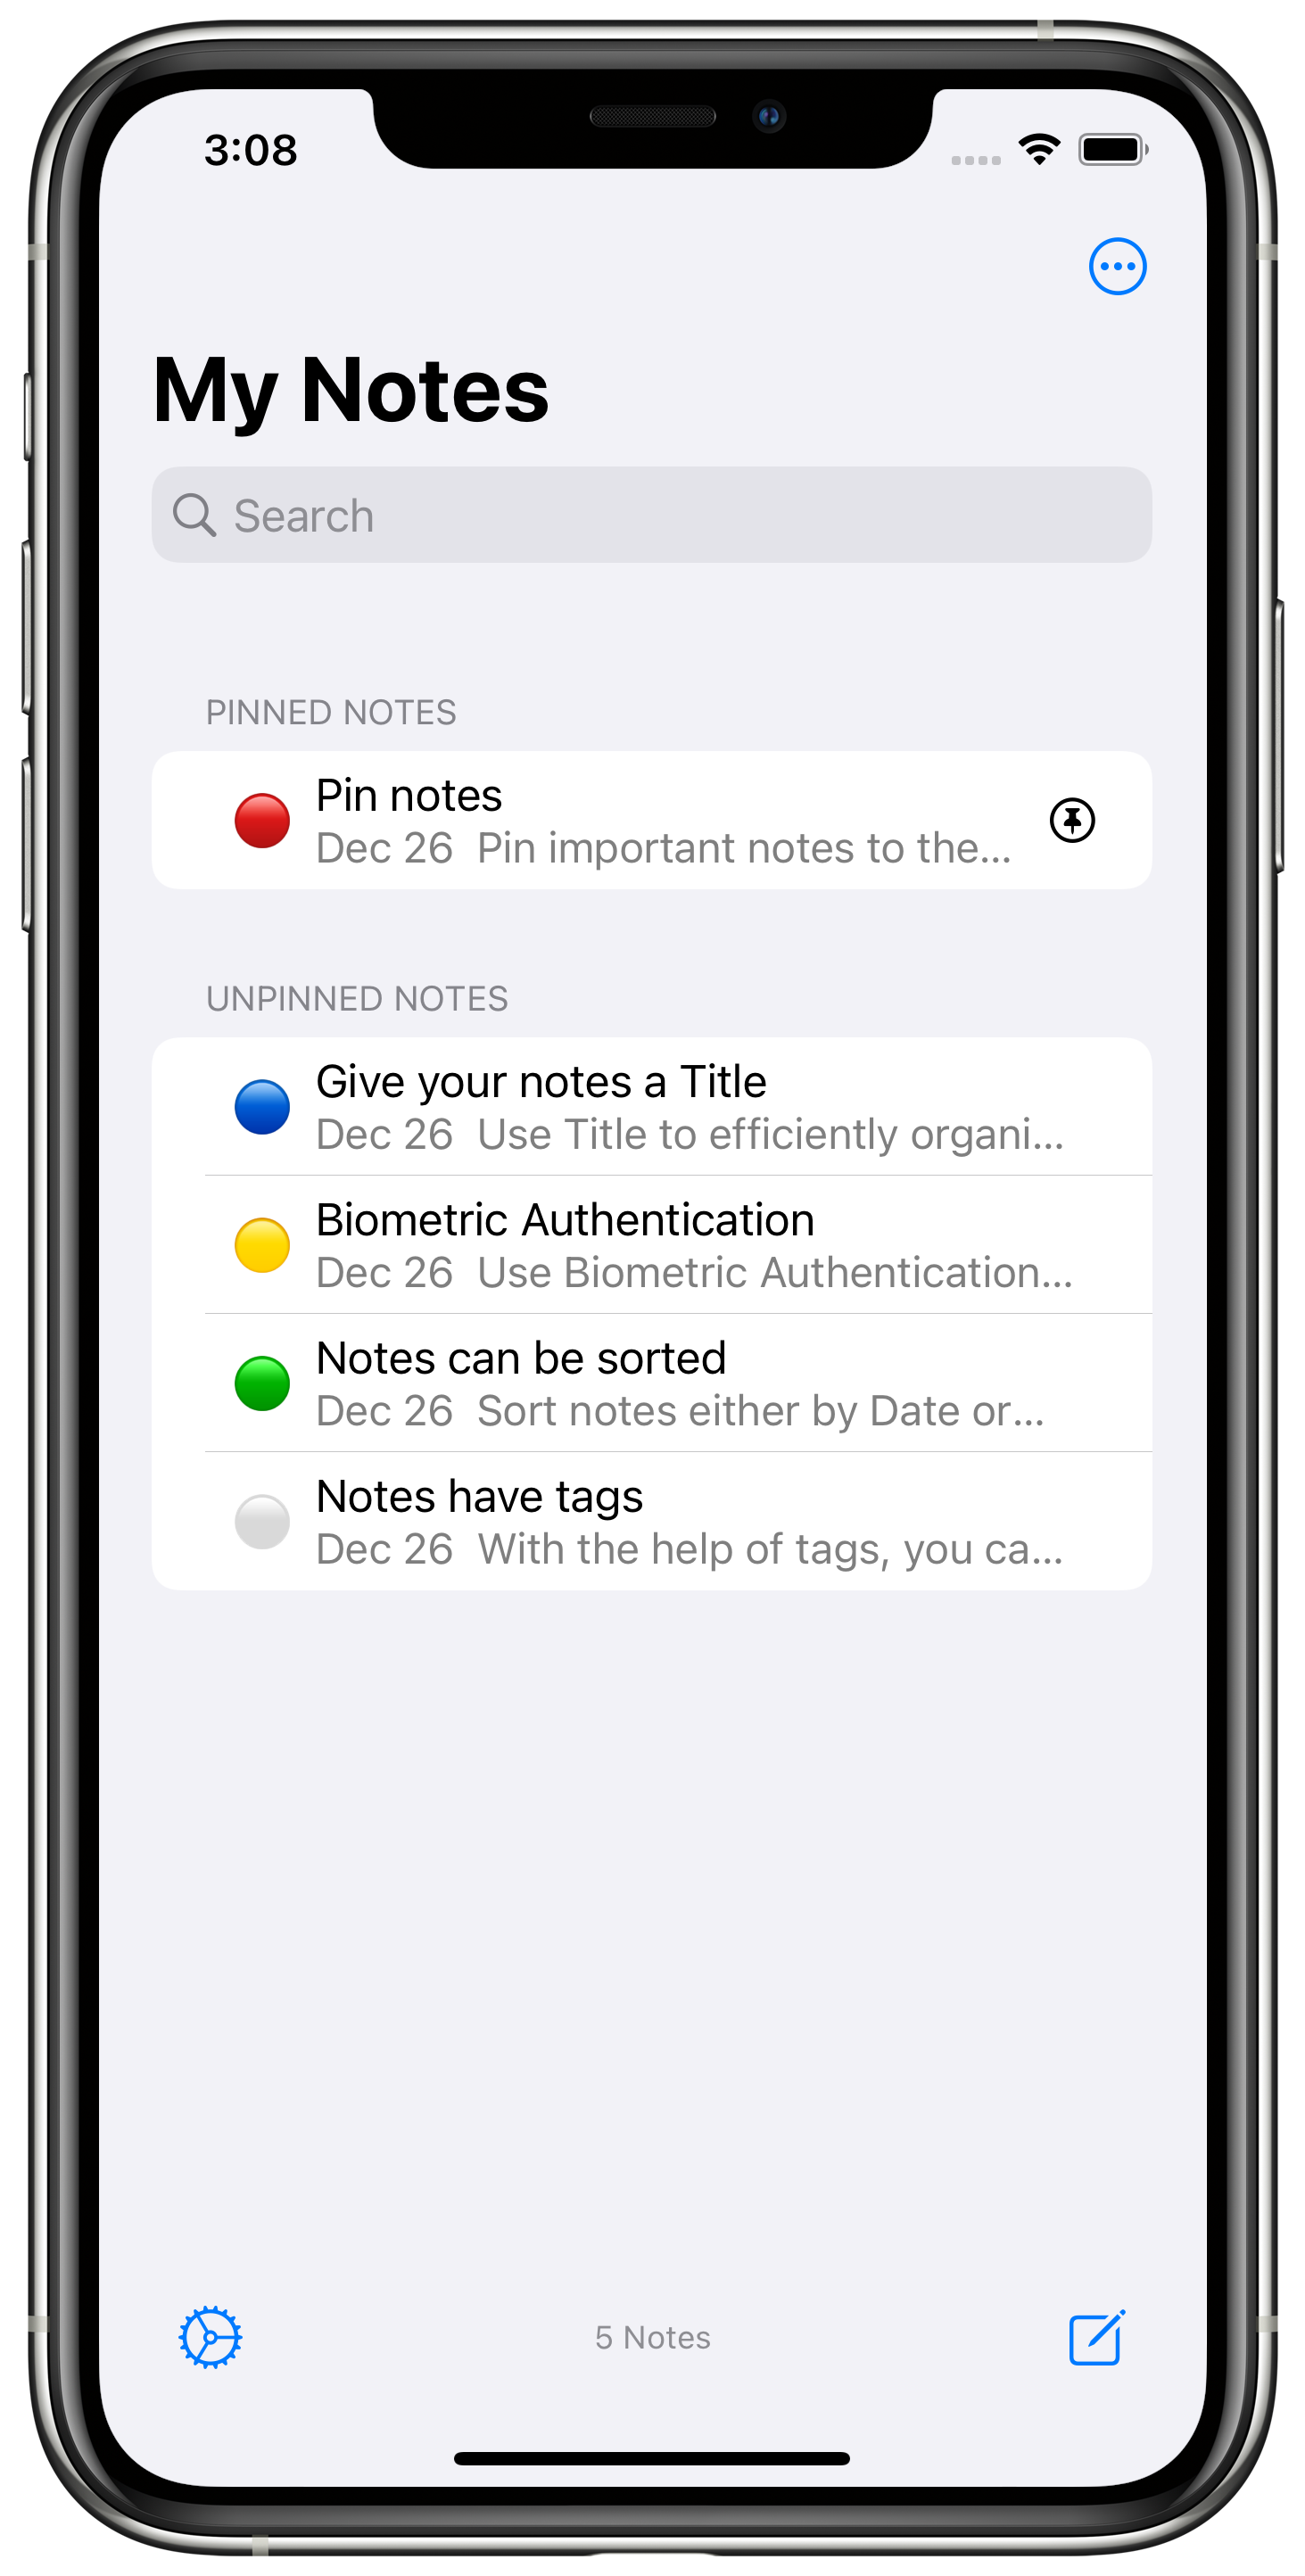 3:08
My Notes
Search
PINNED NOTES
Pin notes
Dec 26 Pin important notes to the...
UNPINNED NOTES
Give your notes a Title
Dec 26 Use Title to efficiently organi...
Biometric Authentication
Dec 26 Use Biometric Authentication...
Notes can be sorted
Dec 26 Sort notes either by Date or...
Notes have tags
Dec 26 With the help of tags, you ca...
5 Notes